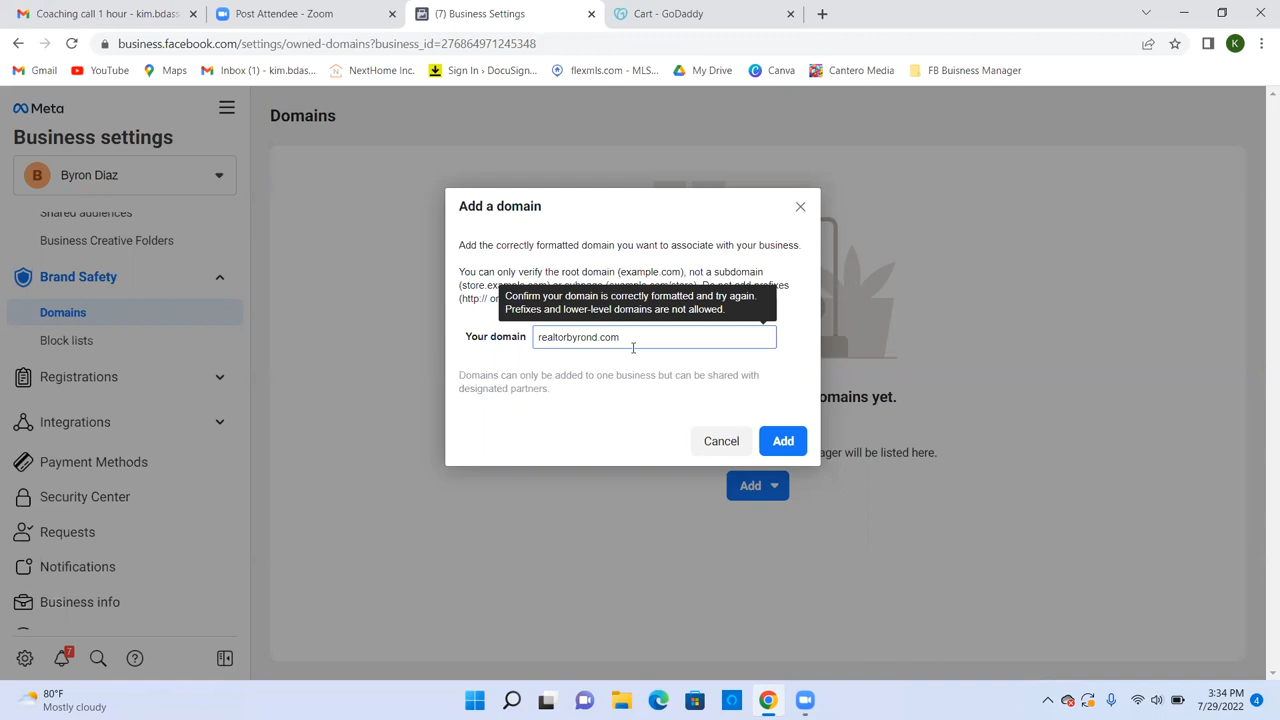 Coaching call 1 hour - kim.bdass
Post Attendee - Zoom
(7) Business Settings
Cart - GoDaddy
business.facebook.com/settings/owned-domains?business_id=276864971245348
K
Gmail
YouTube
Maps
Inbox (1) - kim.bdas...
NextHome Inc.
Sign In › DocuSign...
flexmls.com - MLS...
My Drive
Canva
Cantero Media
FB Buisness Manager
Meta
Business settings
B Byron Diaz
Shared audiences
Business Creative Folders
Brand Safety
Domains
Block lists
Registrations
Integrations
Payment Methods
Security Center
Requests
Notifications
Business info
7
Domains
Add a domain
Add the correctly formatted domain you want to associate with your business.
You can only verify the root domain (example.com), not a subdomain
(store.example.com) or subpage (example.com/store). Do not add prefixes
(http:// or
Confirm your domain is correctly formatted and try again.
Prefixes and lower-level domains are not allowed.
Your domain realtorbyrond.com
Domains can only be added to one business but can be shared with
designated partners.
Cancel
Add
omains yet.
ager will be listed here.
Add
80°F
Mostly cloudy
3:34 PM
7/29/2022
4